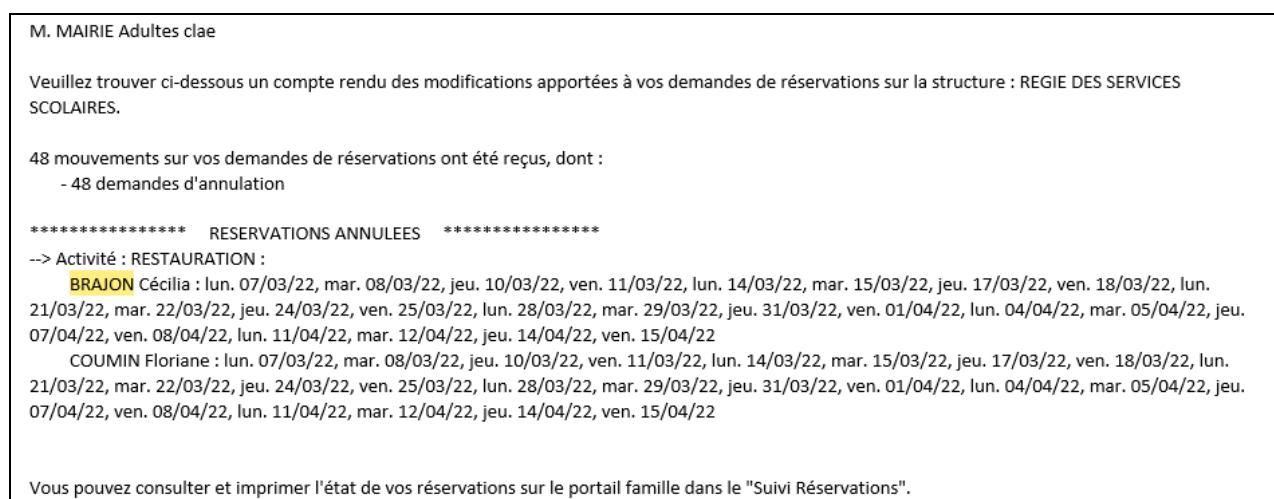 M. MAIRIE Adultes clae
Veuillez trouver ci-dessous un compte rendu des modifications apportées à vos demandes de réservations sur la structure : REGIE DES SERVICES
SCOLAIRES.
48 mouvements sur vos demandes de réservations ont été reçus, dont :
- 48 demandes d'annulation
**************** RESERVATIONS ANNULEES ****************
--> Activité : RESTAURATION :
BRAJON Cécilia : lun. 07/03/22, mar. 08/03/22, jeu. 10/03/22, ven. 11/03/22, lun. 14/03/22, mar. 15/03/22, jeu. 17/03/22, ven. 18/03/22, lun.
21/03/22, mar. 22/03/22, jeu. 24/03/22, ven. 25/03/22, lun. 28/03/22, mar. 29/03/22, jeu. 31/03/22, ven. 01/04/22, lun. 04/04/22, mar. 05/04/22, jeu.
07/04/22, ven. 08/04/22, lun. 11/04/22, mar. 12/04/22, jeu. 14/04/22, ven. 15/04/22
COUMIN Floriane : lun. 07/03/22, mar. 08/03/22, jeu. 10/03/22, ven. 11/03/22, lun. 14/03/22, mar. 15/03/22, jeu. 17/03/22, ven. 18/03/22, lun.
21/03/22, mar. 22/03/22, jeu. 24/03/22, ven. 25/03/22, lun. 28/03/22, mar. 29/03/22, jeu. 31/03/22, ven. 01/04/22, lun. 04/04/22, mar. 05/04/22, jeu.
07/04/22, ven. 08/04/22, lun. 11/04/22, mar. 12/04/22, jeu. 14/04/22, ven. 15/04/22
Vous pouvez consulter et imprimer l'état de vos réservations sur le portail famille dans le "Suivi Réservations".